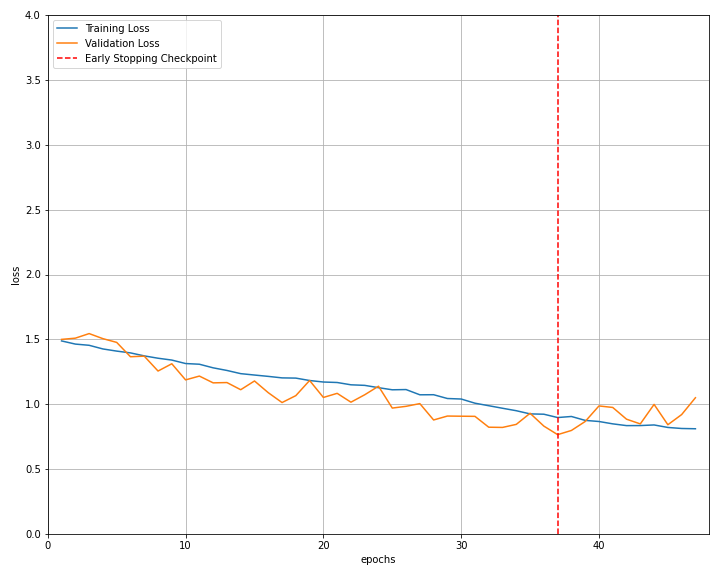 4.0
3.5
3.0
2.5
2.0
1.5
1.0
0.5
0.0
loss
Training Loss
Validation Loss
Early Stopping Checkpoint
0 10 20 30 40
epochs